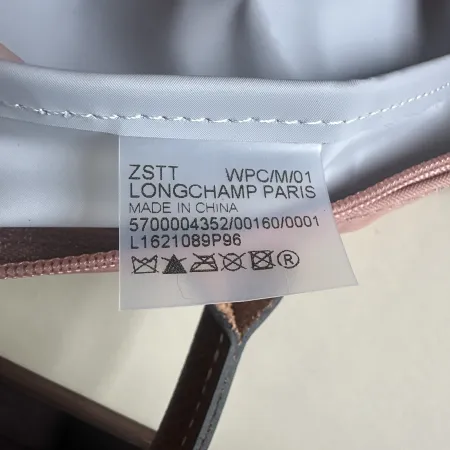 ZSTT WPC/M/01
LONGCHAMP PARIS
MADE IN CHINA
5700004352/00160/0001
L1621089P96
®